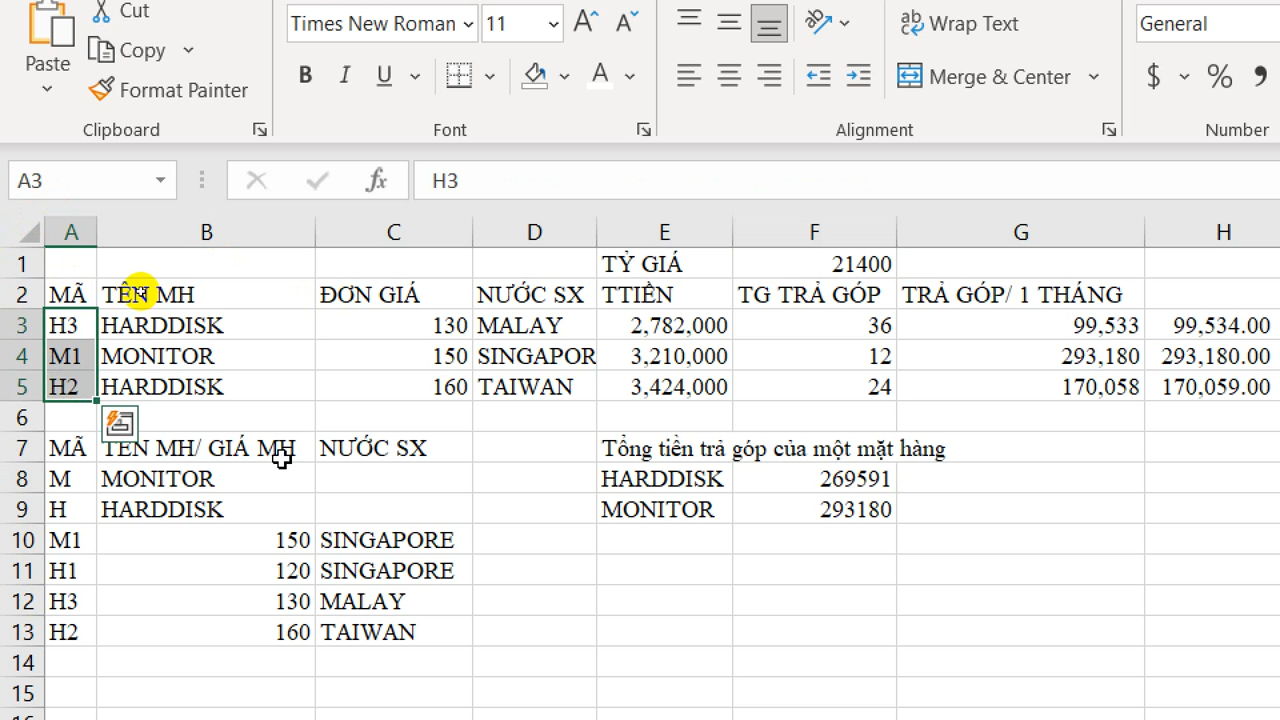 Cut
Copy
Paste
Format Painter
Clipboard
Times New Roman 11 A A
B I U A
Font
ab Wrap Text
Merge & Center
Alignment
General
$ % ,
Number
A3 fx H3
A B C D E F G H
1 TỶ GIÁ 21400
2 MÃ TÊN MH ĐƠN GIÁ NƯỚC SX TTIỀN TG TRẢ GÓP TRẢ GÓP/ 1 THÁNG
3 H3 HARDDISK 130 MALAY 2,782,000 36 99,533 99,534.00
4 M1 MONITOR 150 SINGAPOR 3,210,000 12 293,180 293,180.00
5 H2 HARDDISK 160 TAIWAN 3,424,000 24 170,058 170,059.00
6
7 MÃ TÊN MH/ GIÁ MH NƯỚC SX Tổng tiền trả góp của một mặt hàng
8 M MONITOR HARDDISK 269591
9 H HARDDISK MONITOR 293180
10 M1 150 SINGAPORE
11 H1 120 SINGAPORE
12 H3 130 MALAY
13 H2 160 TAIWAN
14
15